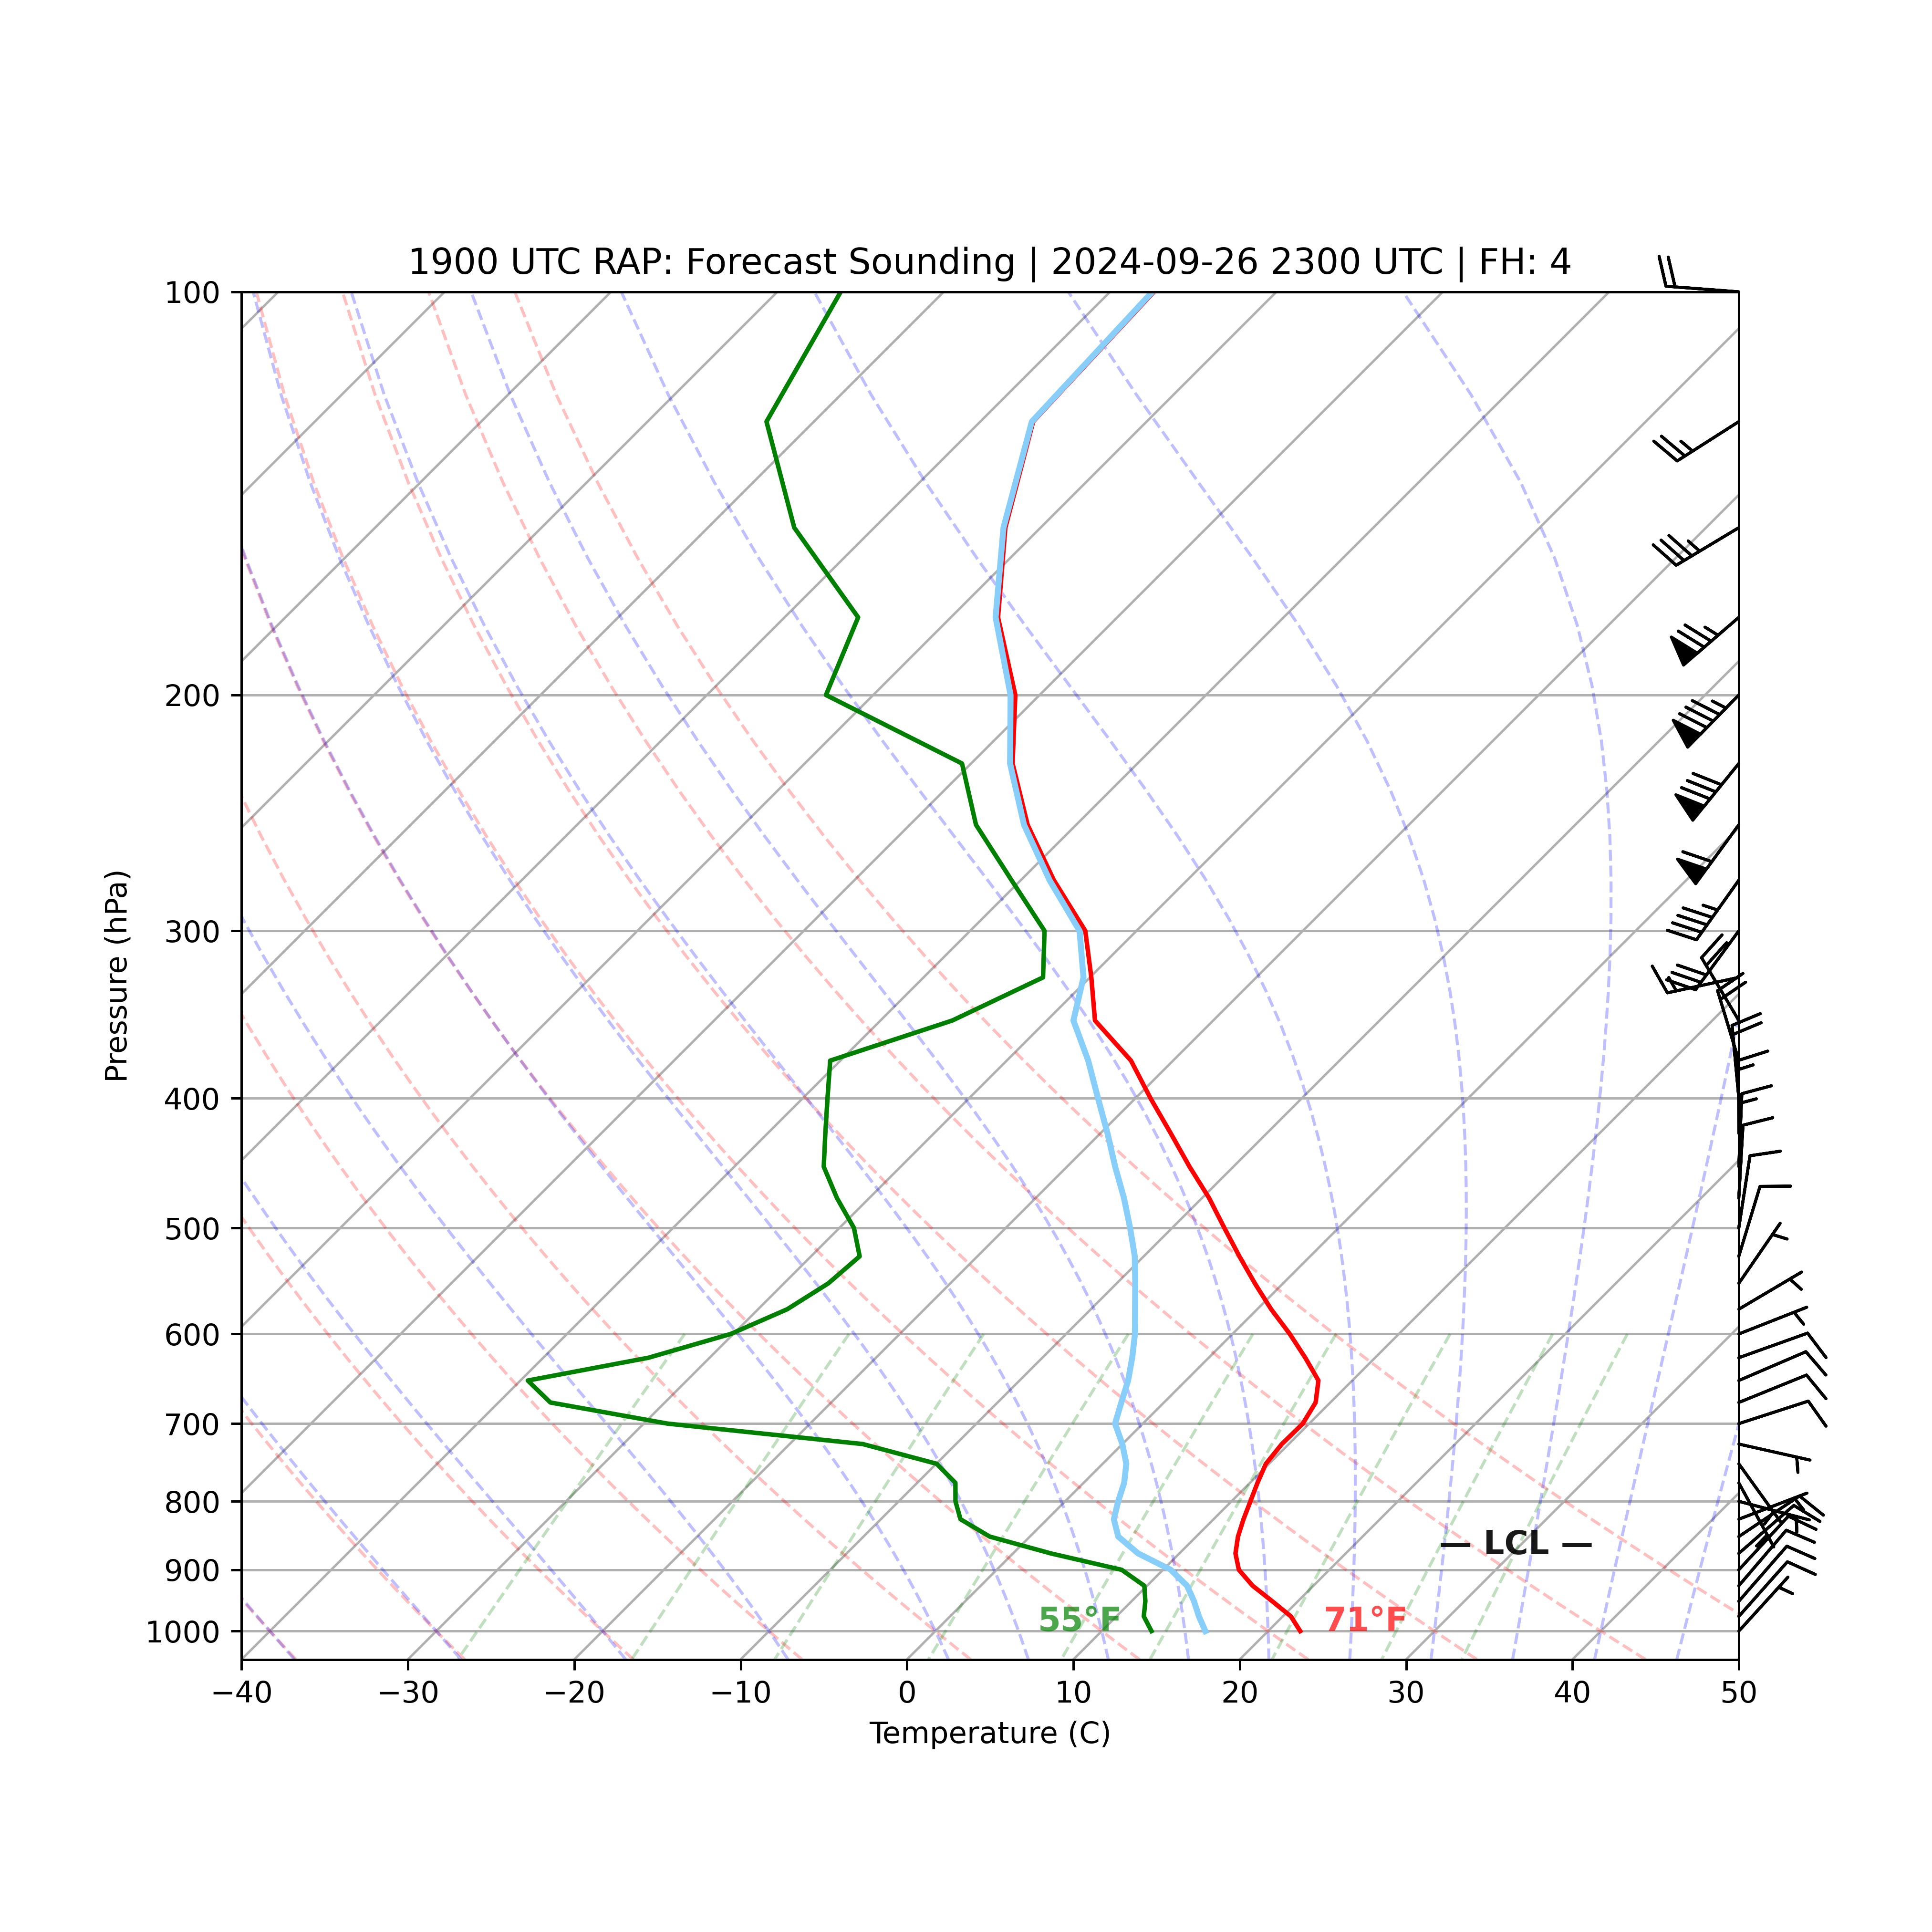 1900 UTC RAP: Forecast Sounding | 2024-09-26 2300 UTC | FH: 4
100
200
300
400
500
600
700
800
900
1000
Pressure (hPa)
— LCL —
55°F
71°F
−40 −30 −20 −10 0 10 20 30 40 50
Temperature (C)